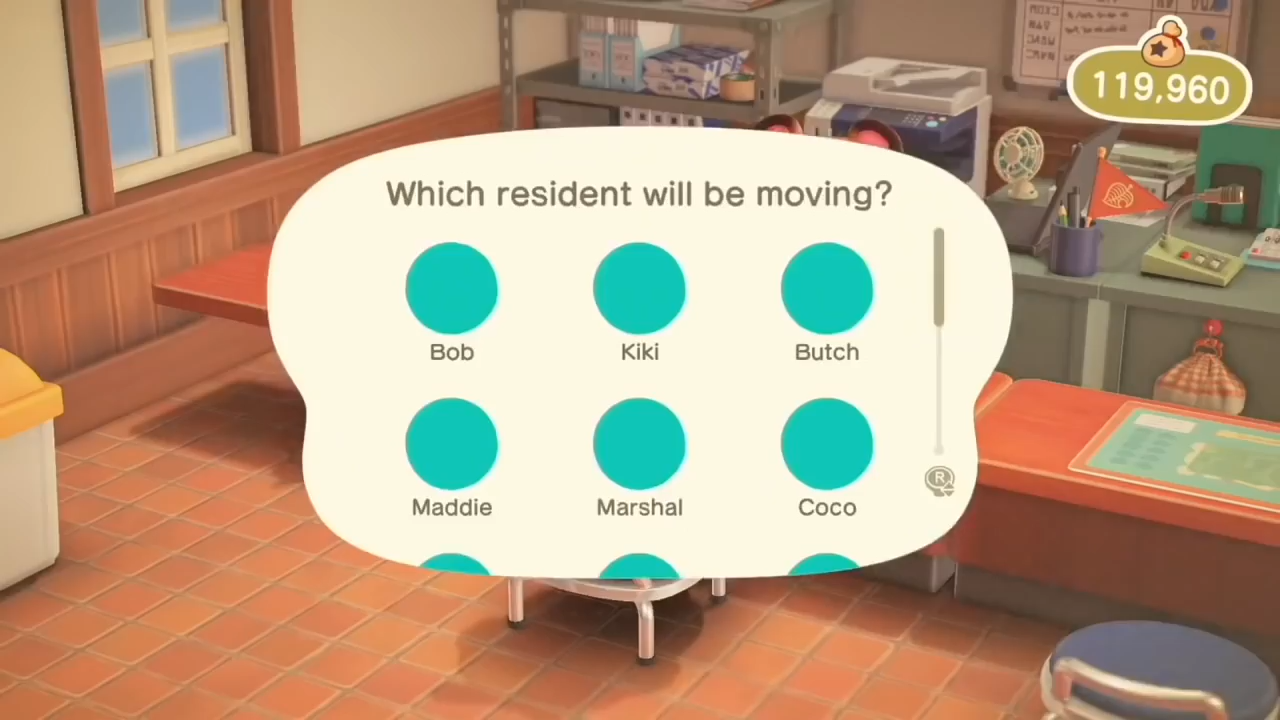 119,960
Which resident will be moving?
Bob
Kiki
Butch
Maddie
Marshal
Coco
R